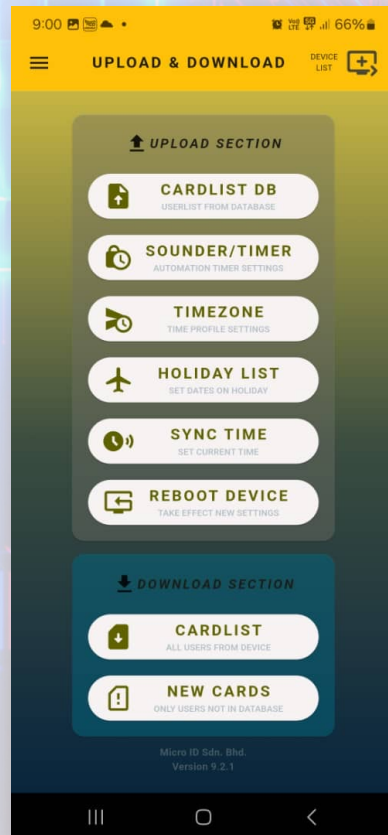 9:00 66%
UPLOAD & DOWNLOAD
DEVICE
LIST
UPLOAD SECTION
CARDLIST DB
USERLIST FROM DATABASE
SOUNDER/TIMER
AUTOMATION TIMER SETTINGS
TIMEZONE
TIME PROFILE SETTINGS
HOLIDAY LIST
SET DATES ON HOLIDAY
SYNC TIME
SET CURRENT TIME
REBOOT DEVICE
TAKE EFFECT NEW SETTINGS
DOWNLOAD SECTION
CARDLIST
ALL USERS FROM DEVICE
NEW CARDS
ONLY USERS NOT IN DATABASE
Micro ID Sdn. Bhd.
Version 9.2.1